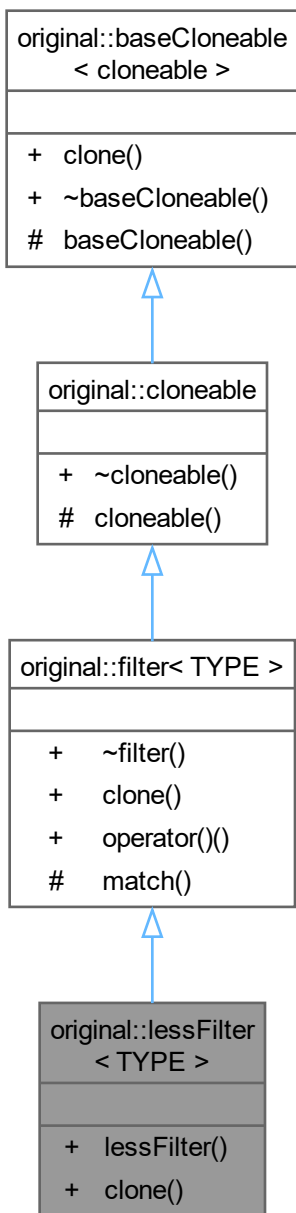 original::baseCloneable
< cloneable >
+ clone()
+ ~baseCloneable()
# baseCloneable()
original::cloneable
+ ~cloneable()
# cloneable()
original::filter< TYPE >
+ ~filter()
+ clone()
+ operator()()
# match()
original::lessFilter
< TYPE >
+ lessFilter()
+ clone()